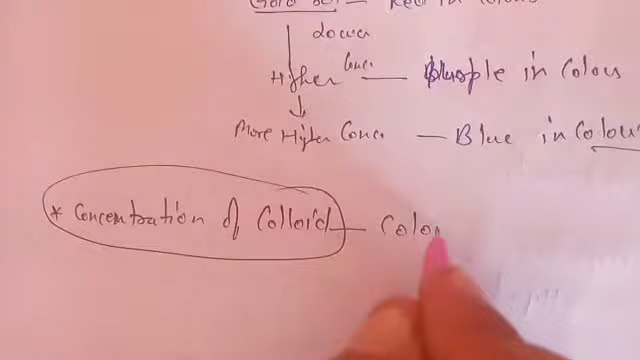 Gold Sol — Red in Colour
dower
Higher Conc — Purple in Colour
More Higher Conc — Blue in Colour
* Concentration of Colloid — Colo